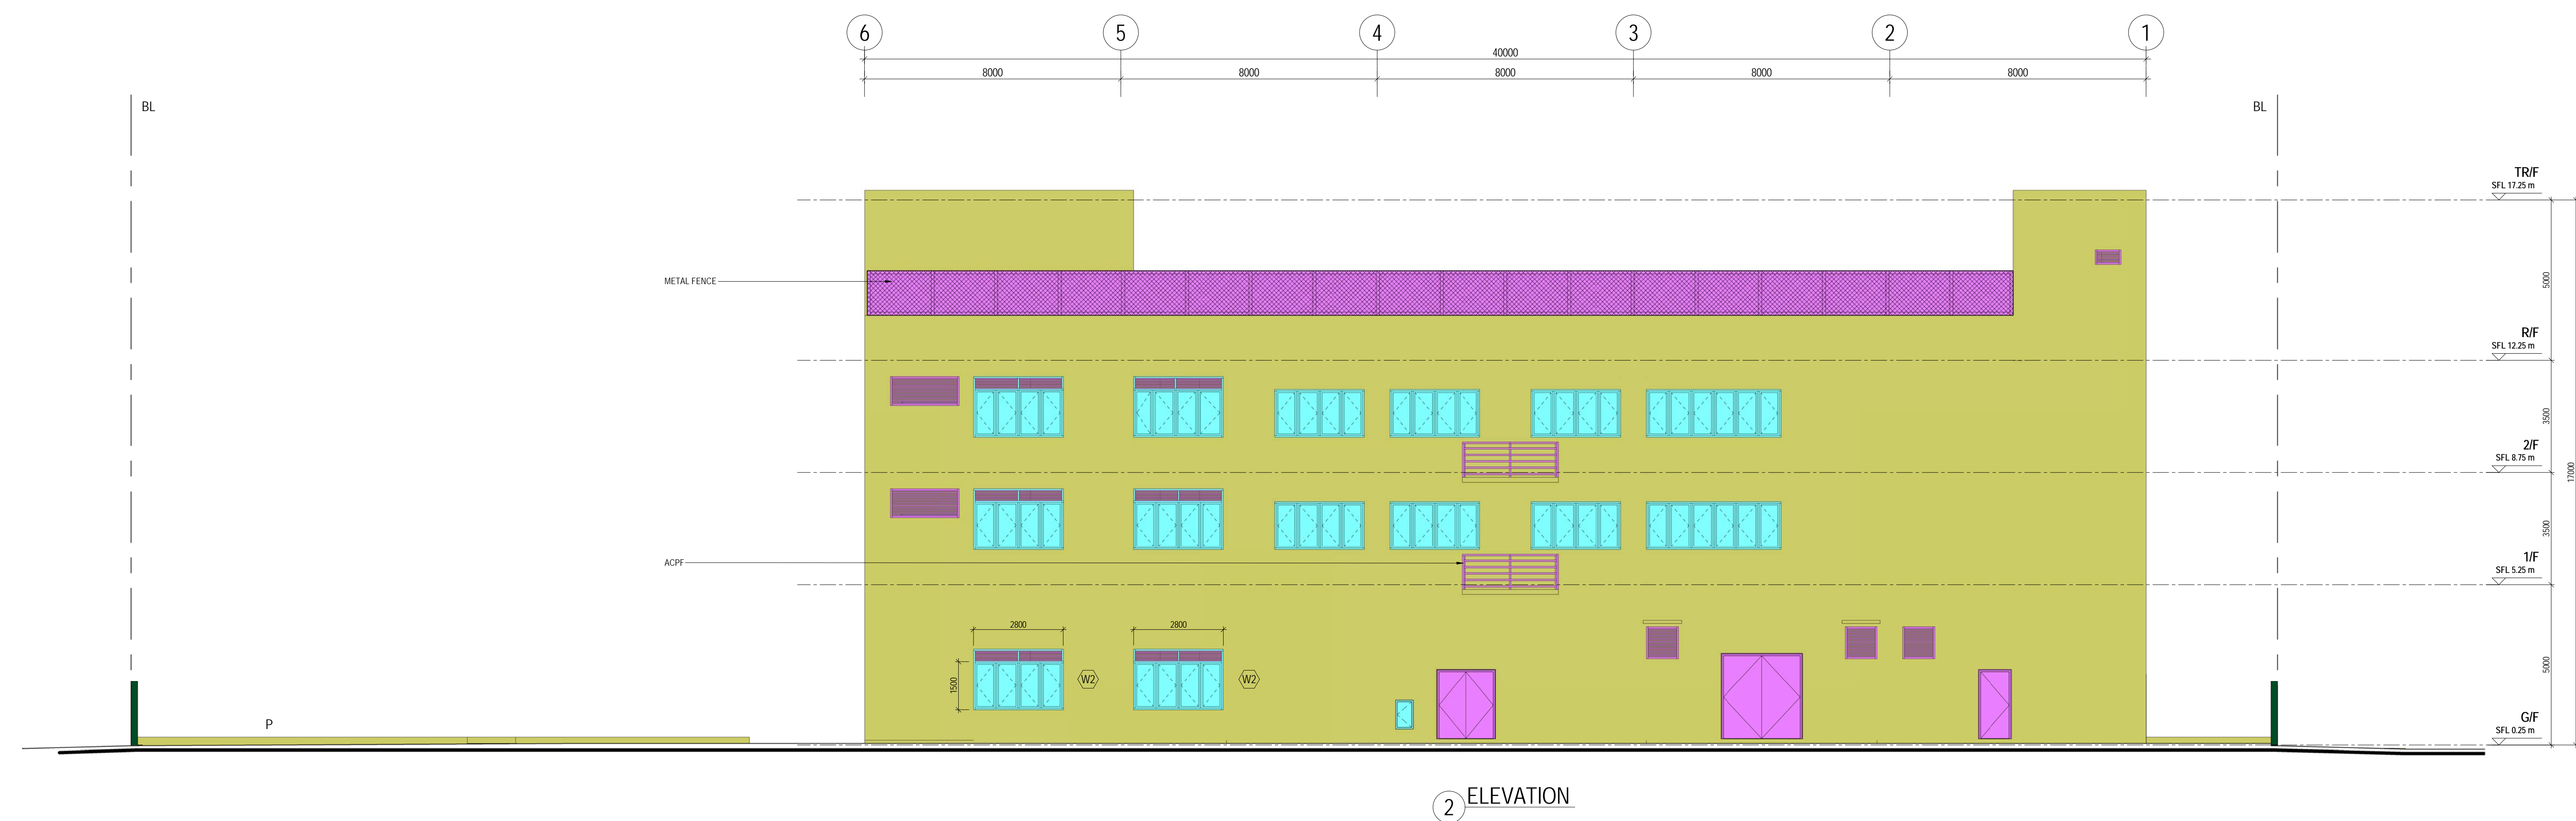 6 5 4 3 2 1
40000
8000 8000 8000 8000 8000
BL BL
TR/F
SFL 17.25 m
METAL FENCE
5000
R/F
SFL 12.25 m
3500
2/F
SFL 8.75 m
17000
3500
ACPF
1/F
SFL 5.25 m
2800 2800
1500
W2 W2
5000
P
G/F
SFL 0.25 m
2 ELEVATION